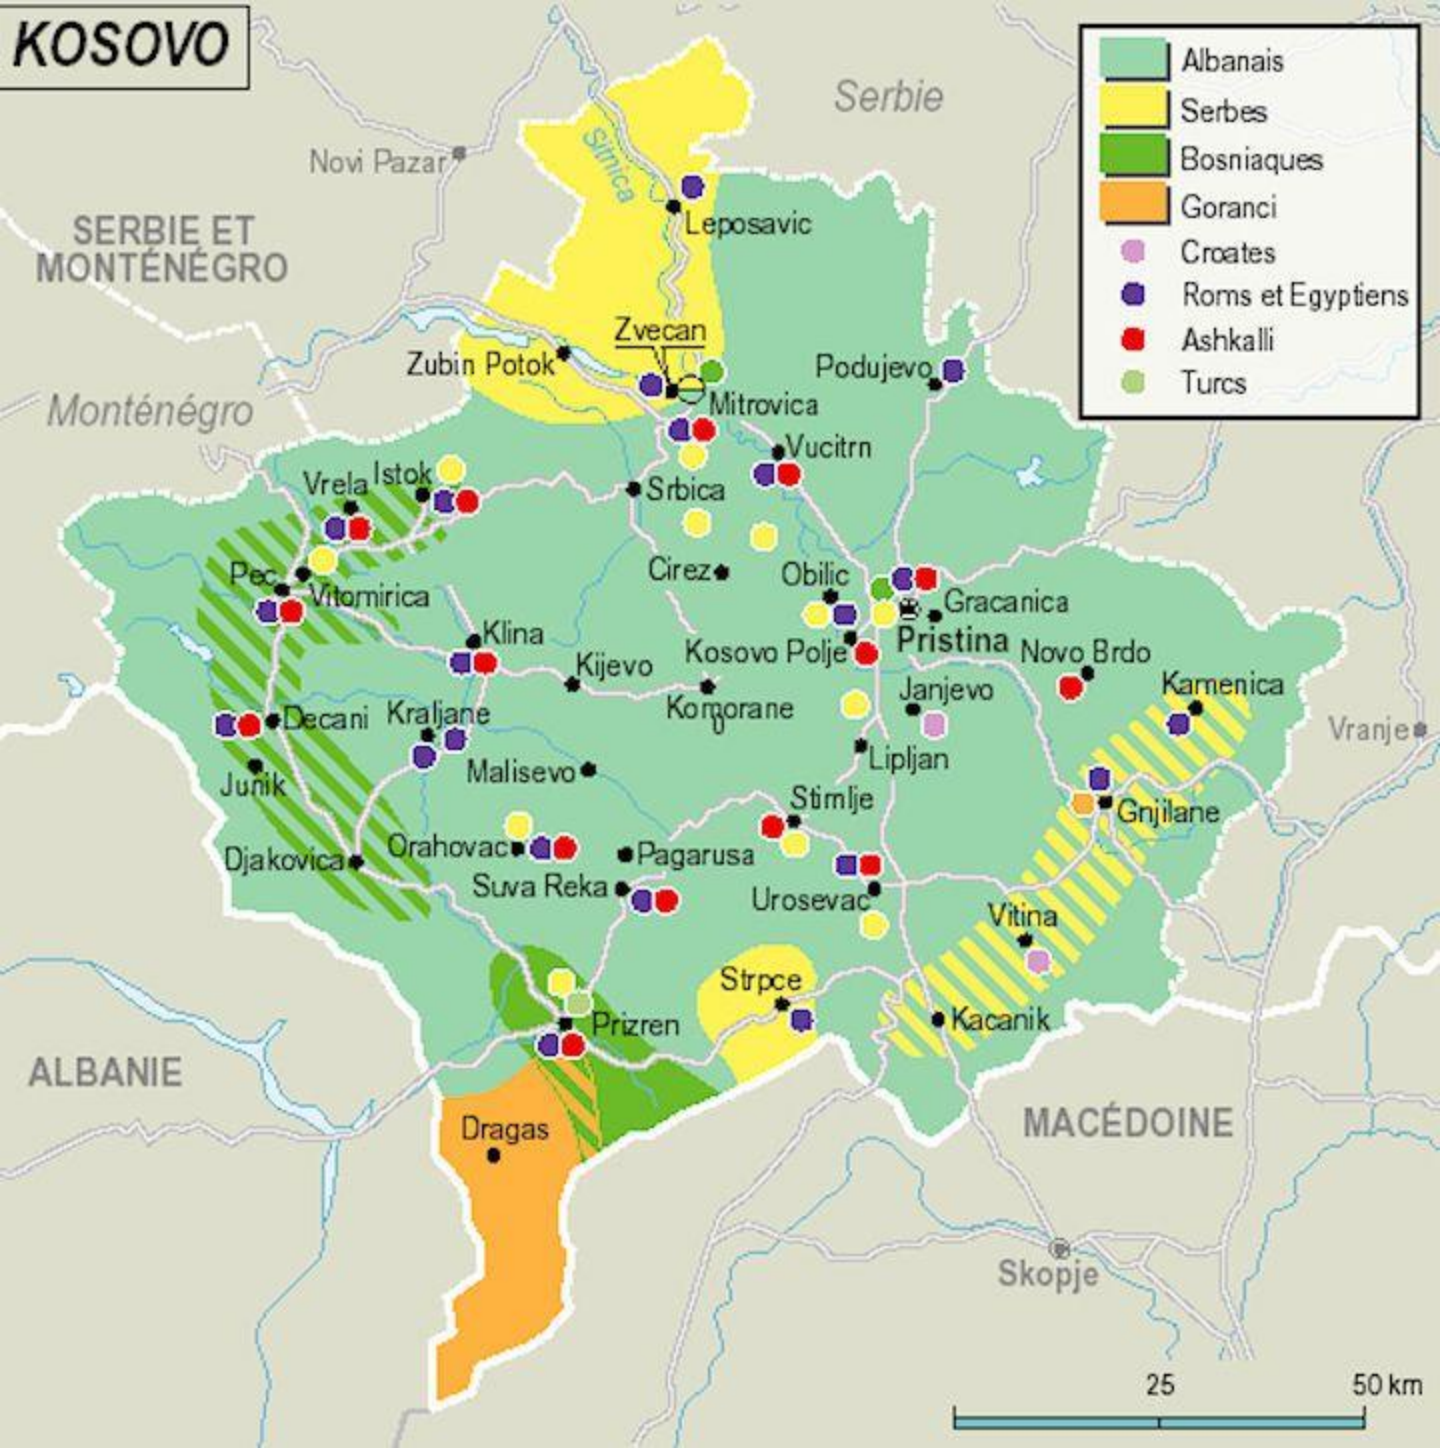 KOSOVO
Albanais
Serbes
Bosniaques
Goranci
Croates
Roms et Egyptiens
Ashkalli
Turcs
Serbie
Sitnica
Novi Pazar
SERBIE ET
MONTÉNÉGRO
Leposavic
Zvecan
Zubin Potok
Podujevo
Monténégro
Mitrovica
Vucitrn
Vrela
Istok
Srbica
Cirez
Obilic
Pec
Vitomirica
Gracanica
Pristina
Klina
Kosovo Polje
Novo Brdo
Kijevo
Kamenica
Janjevo
Komorane
Decani
Kraljane
Vranje
Lipljan
Malisevo
Junik
Stimlje
Gnjilane
Orahovac
Pagarusa
Djakovica
Suva Reka
Urosevac
Vitina
Strpce
Prizren
Kacanik
ALBANIE
MACÉDOINE
Dragas
Skopje
25
50 km